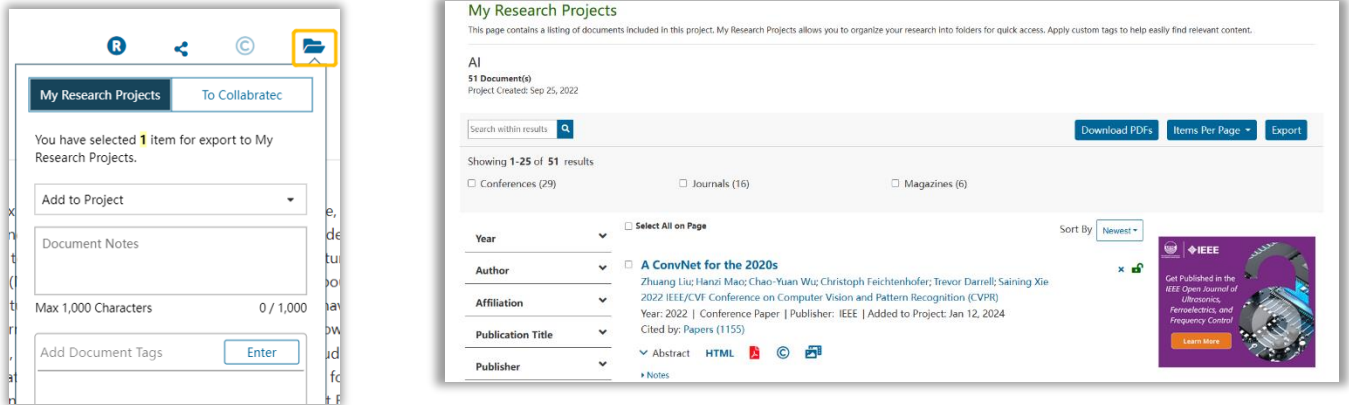 R
C
My Research Projects
To Collabratec
You have selected 1 item for export to My
Research Projects.
Add to Project
Document Notes
Max 1,000 Characters
0 / 1,000
Add Document Tags
Enter
My Research Projects
This page contains a listing of documents included in this project. My Research Projects allows you to organize your research into folders for quick access. Apply custom tags to help easily find relevant content.
AI
51 Document(s)
Project Created: Sep 25, 2022
Search within results
Download PDFs
Items Per Page
Export
Showing 1-25 of 51 results
Conferences (29)
Journals (16)
Magazines (6)
Year
Author
Affiliation
Publication Title
Publisher
Select All on Page
Sort By Newest
A ConvNet for the 2020s
Zhuang Liu; Hanzi Mao; Chao-Yuan Wu; Christoph Feichtenhofer; Trevor Darrell; Saining Xie
2022 IEEE/CVF Conference on Computer Vision and Pattern Recognition (CVPR)
Year: 2022 | Conference Paper | Publisher: IEEE | Added to Project: Jan 12, 2024
Cited by: Papers (1155)
Abstract HTML ©
Notes
IEEE
Get Published in the
IEEE Open Journal of
Ultrasonics,
Ferroelectrics, and
Frequency Control
Learn More